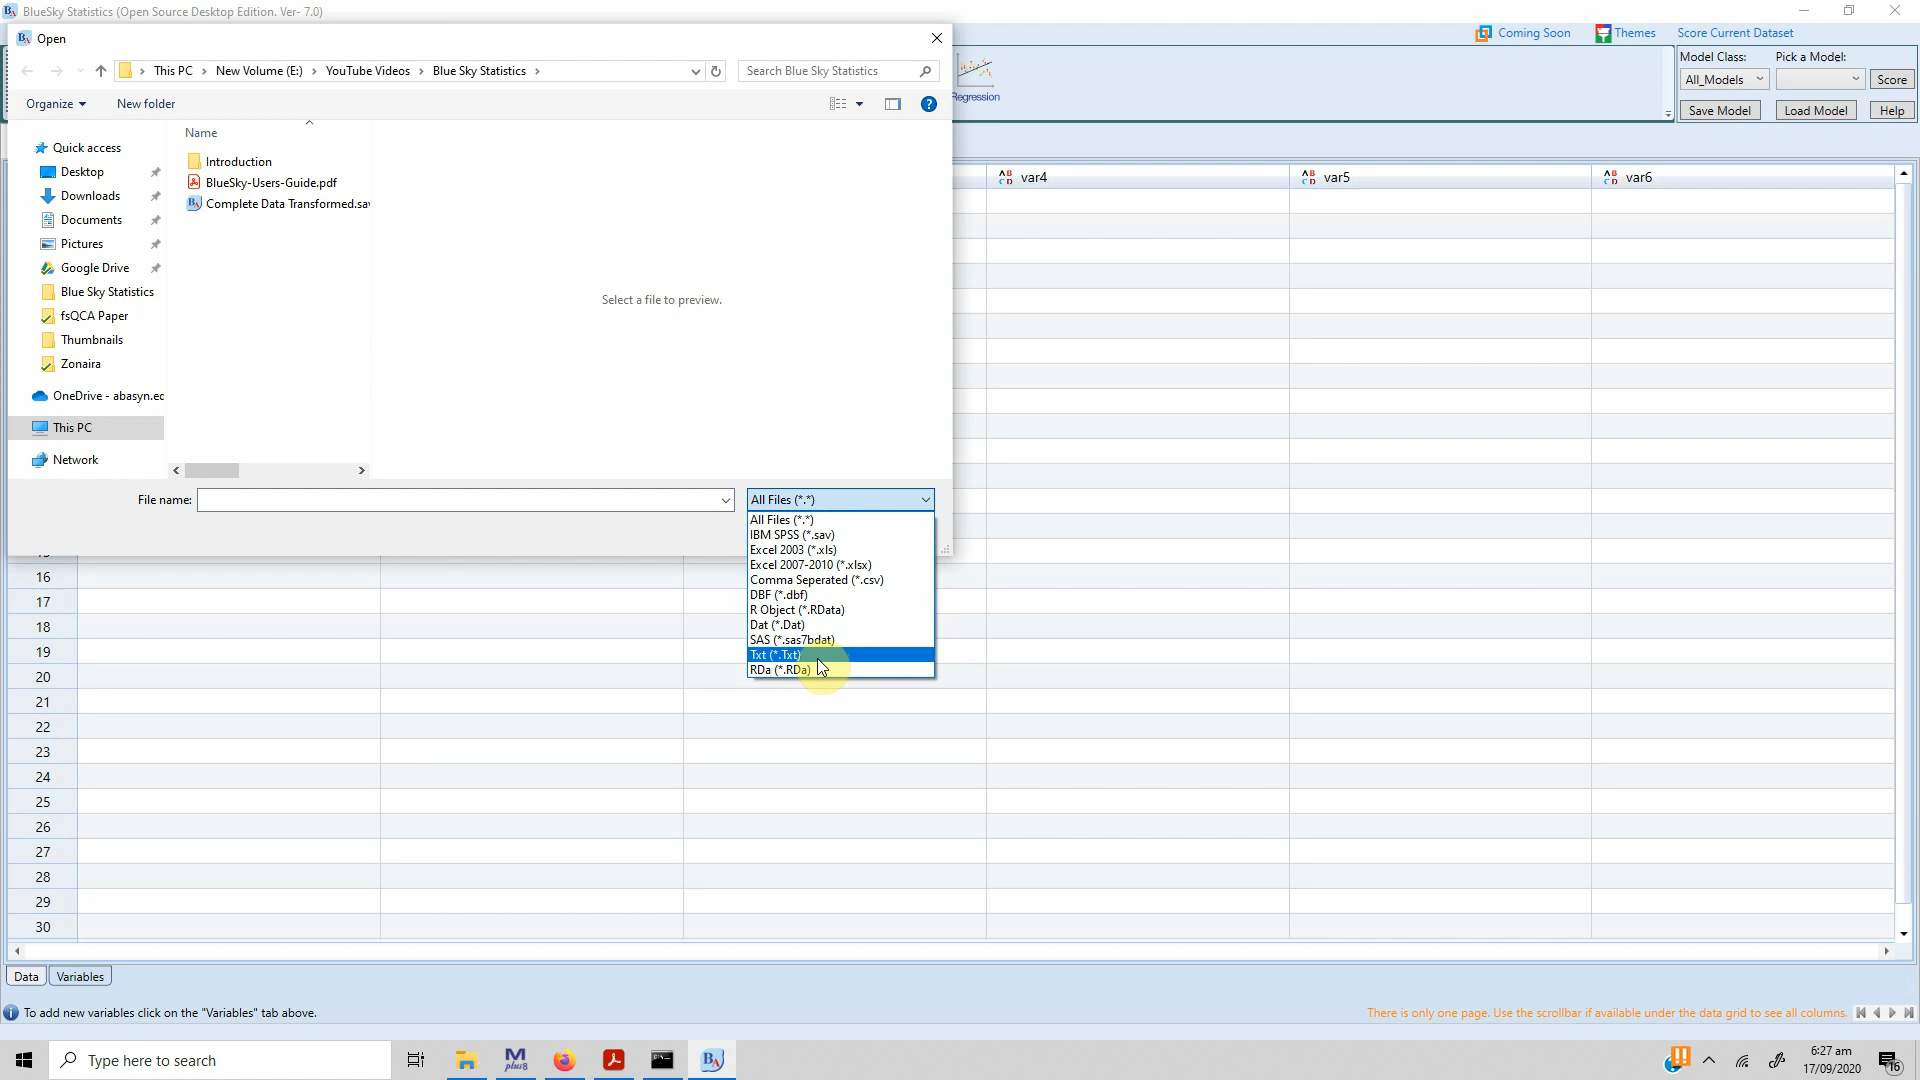 BlueSky Statistics (Open Source Desktop Edition. Ver- 7.0)
Open
Coming Soon
Themes
Score Current Dataset
This PC > New Volume (E:) > YouTube Videos > Blue Sky Statistics >
Search Blue Sky Statistics
Model Class:
Pick a Model:
All_Models
Score
Regression
Organize
New folder
Save Model
Load Model
Help
Name
Quick access
Desktop
Downloads
Documents
Pictures
Google Drive
Blue Sky Statistics
fsQCA Paper
Thumbnails
Zonaira
OneDrive - abasyn.ec
This PC
Network
Introduction
BlueSky-Users-Guide.pdf
Complete Data Transformed.sav
Select a file to preview.
var4
var5
var6
File name:
All Files (*.*)
All Files (*.*)
IBM SPSS (*.sav)
Excel 2003 (*.xls)
Excel 2007-2010 (*.xlsx)
Comma Seperated (*.csv)
DBF (*.dbf)
R Object (*.RData)
Dat (*.Dat)
SAS (*.sas7bdat)
Txt (*.Txt)
RDa (*.RDa)
16
17
18
19
20
21
22
23
24
25
26
27
28
29
30
Data
Variables
To add new variables click on the "Variables" tab above.
There is only one page. Use the scrollbar if available under the data grid to see all columns.
Type here to search
6:27 am
17/09/2020
16